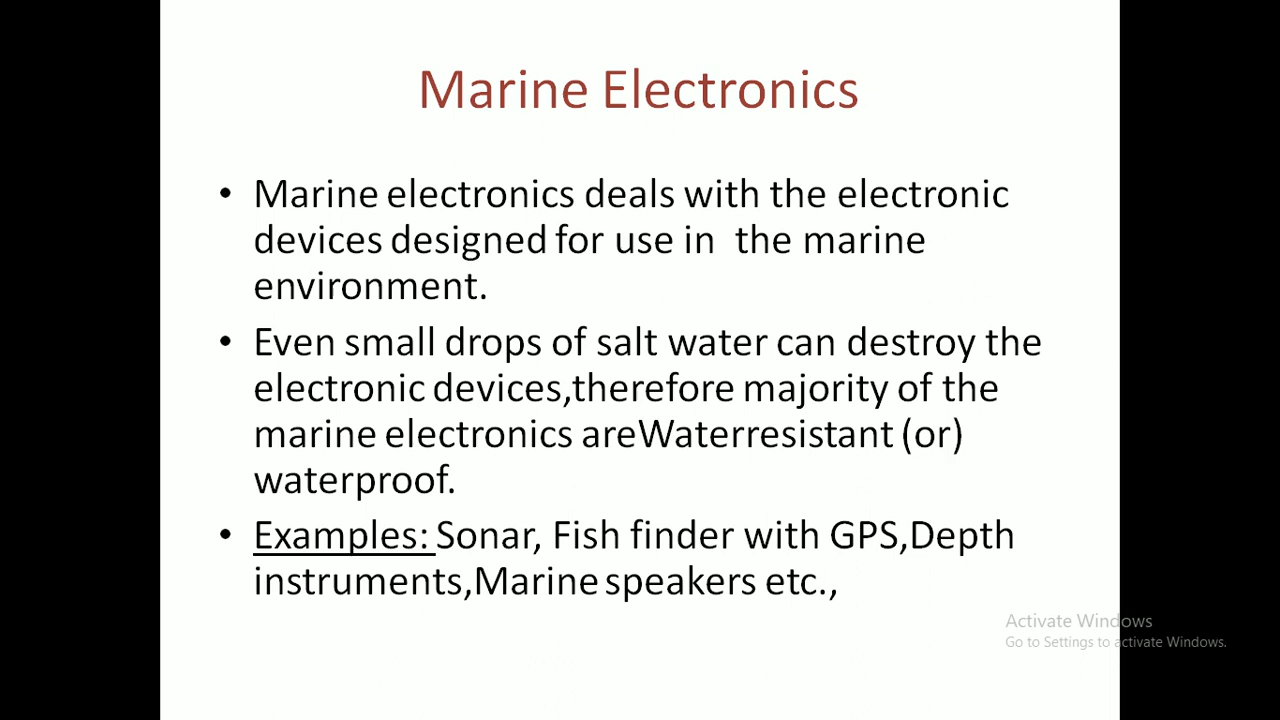 Marine Electronics
• Marine electronics deals with the electronic
devices designed for use in  the marine
environment.
• Even small drops of salt water can destroy the
electronic devices,therefore majority of the
marine electronics areWaterresistant (or)
waterproof.
• Examples: Sonar, Fish finder with GPS,Depth
instruments,Marine speakers etc.,
Activate Windows
Go to Settings to activate Windows.